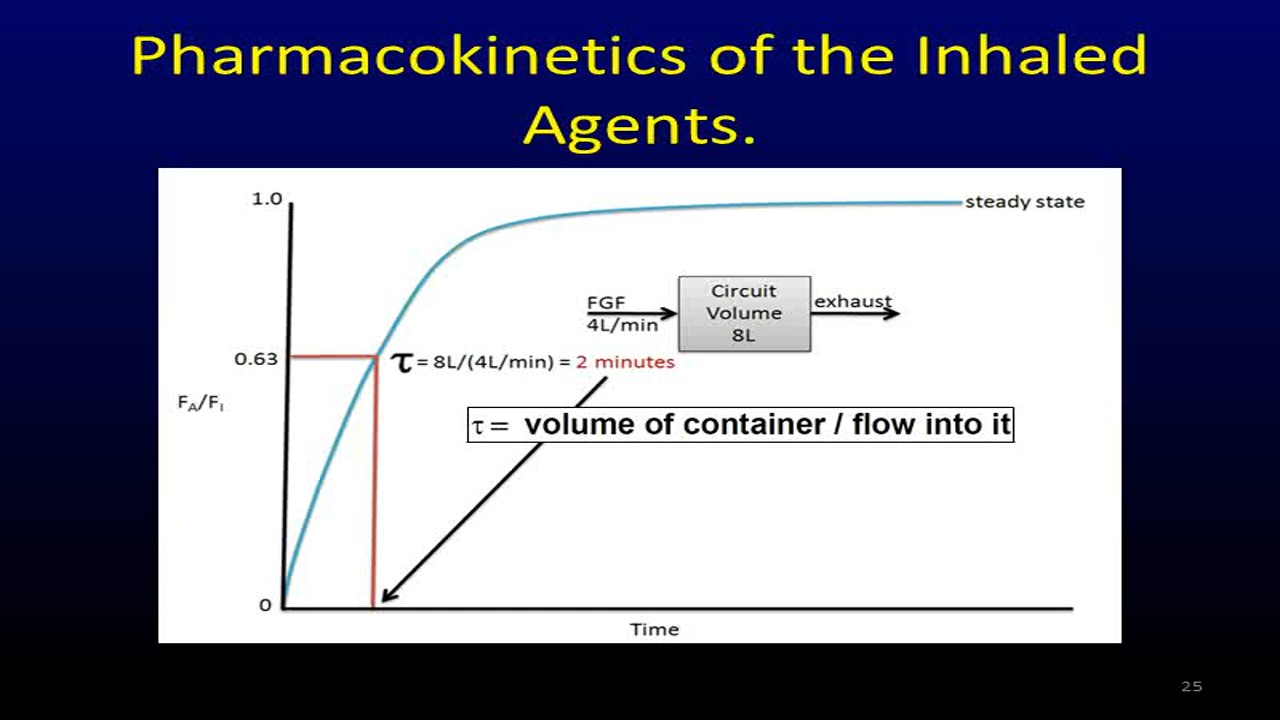 Pharmacokinetics of the Inhaled
Agents.
1.0
steady state
FGF
4L/min
Circuit
Volume
8L
exhaust
0.63
τ = 8L/(4L/min) = 2 minutes
FA/FI
τ = volume of container / flow into it
0
Time
25